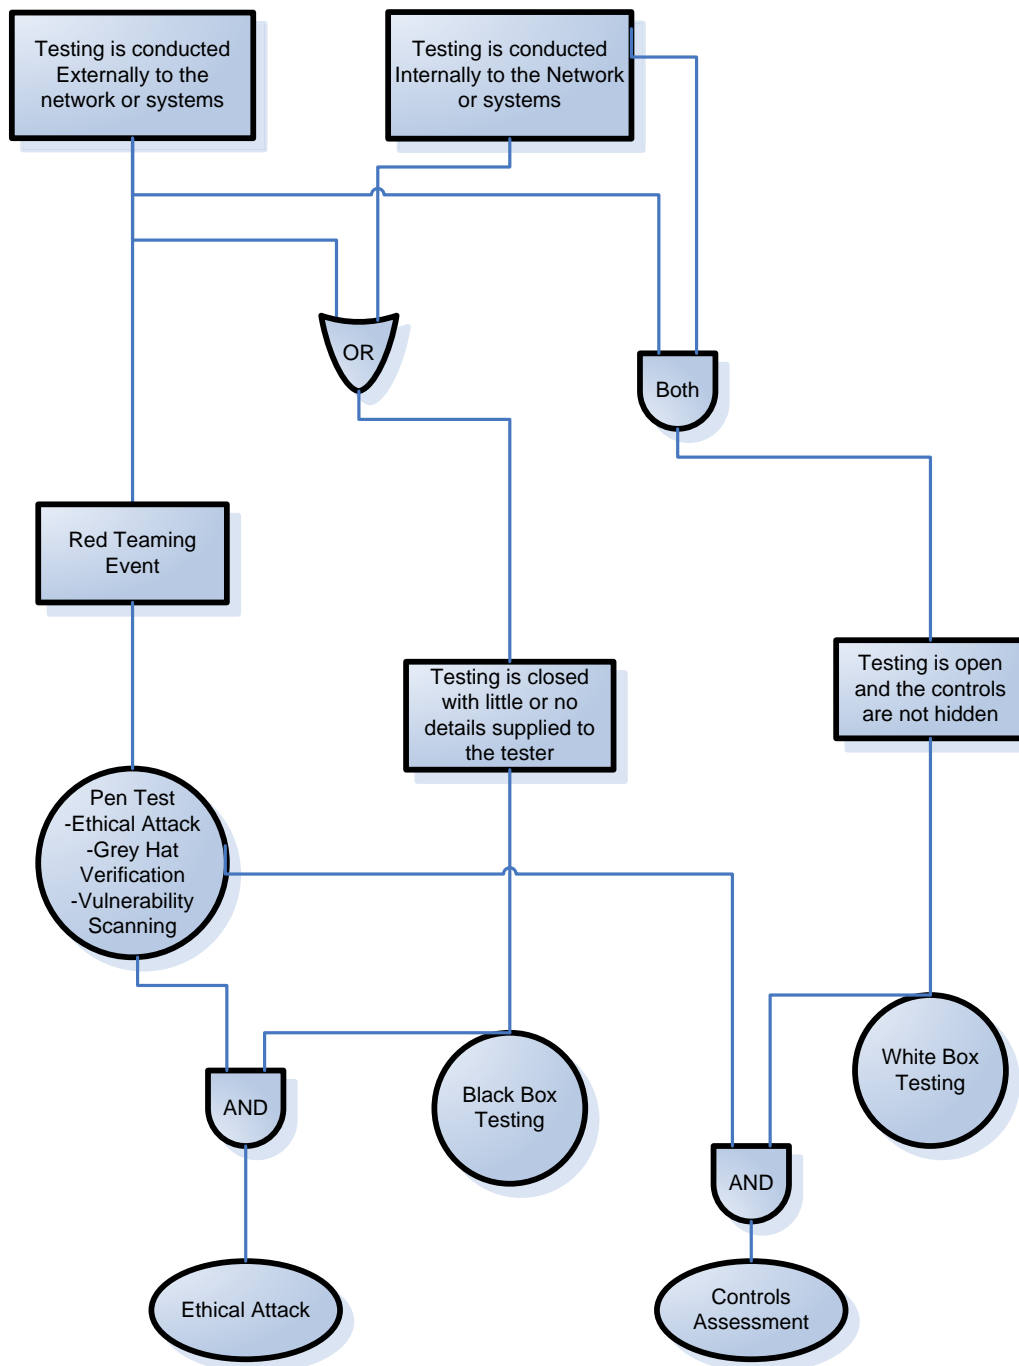 Testing is conducted
Externally to the
network or systems
Testing is conducted
Internally to the Network
or systems
OR
Both
Red Teaming
Event
Testing is closed
with little or no
details supplied to
the tester
Testing is open
and the controls
are not hidden
Pen Test
-Ethical Attack
-Grey Hat
Verification
-Vulnerability
Scanning
AND
Black Box
Testing
White Box
Testing
AND
Ethical Attack
Controls
Assessment